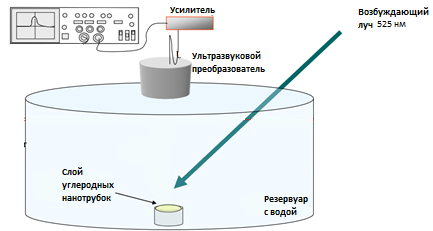 Усилитель
Возбуждающий
луч 525 нм
Ультразвуковой
преобразователь
Слой
углеродных
нанотрубок
Резервуар
с водой